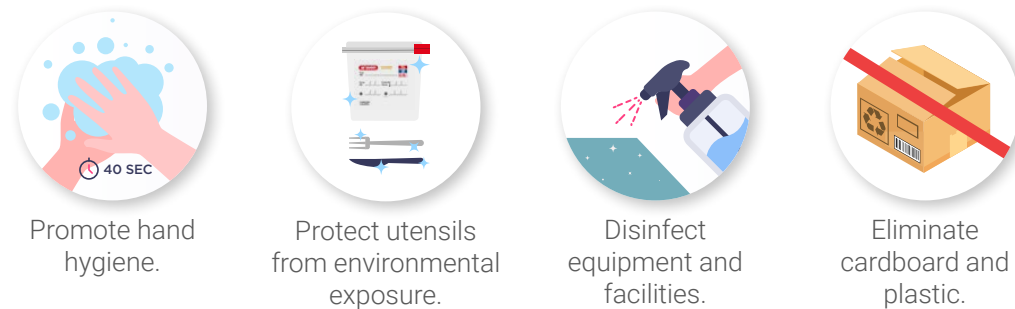 40 SEC
Promote hand
hygiene.
Protect utensils
from environmental
exposure.
Disinfect
equipment and
facilities.
Eliminate
cardboard and
plastic.